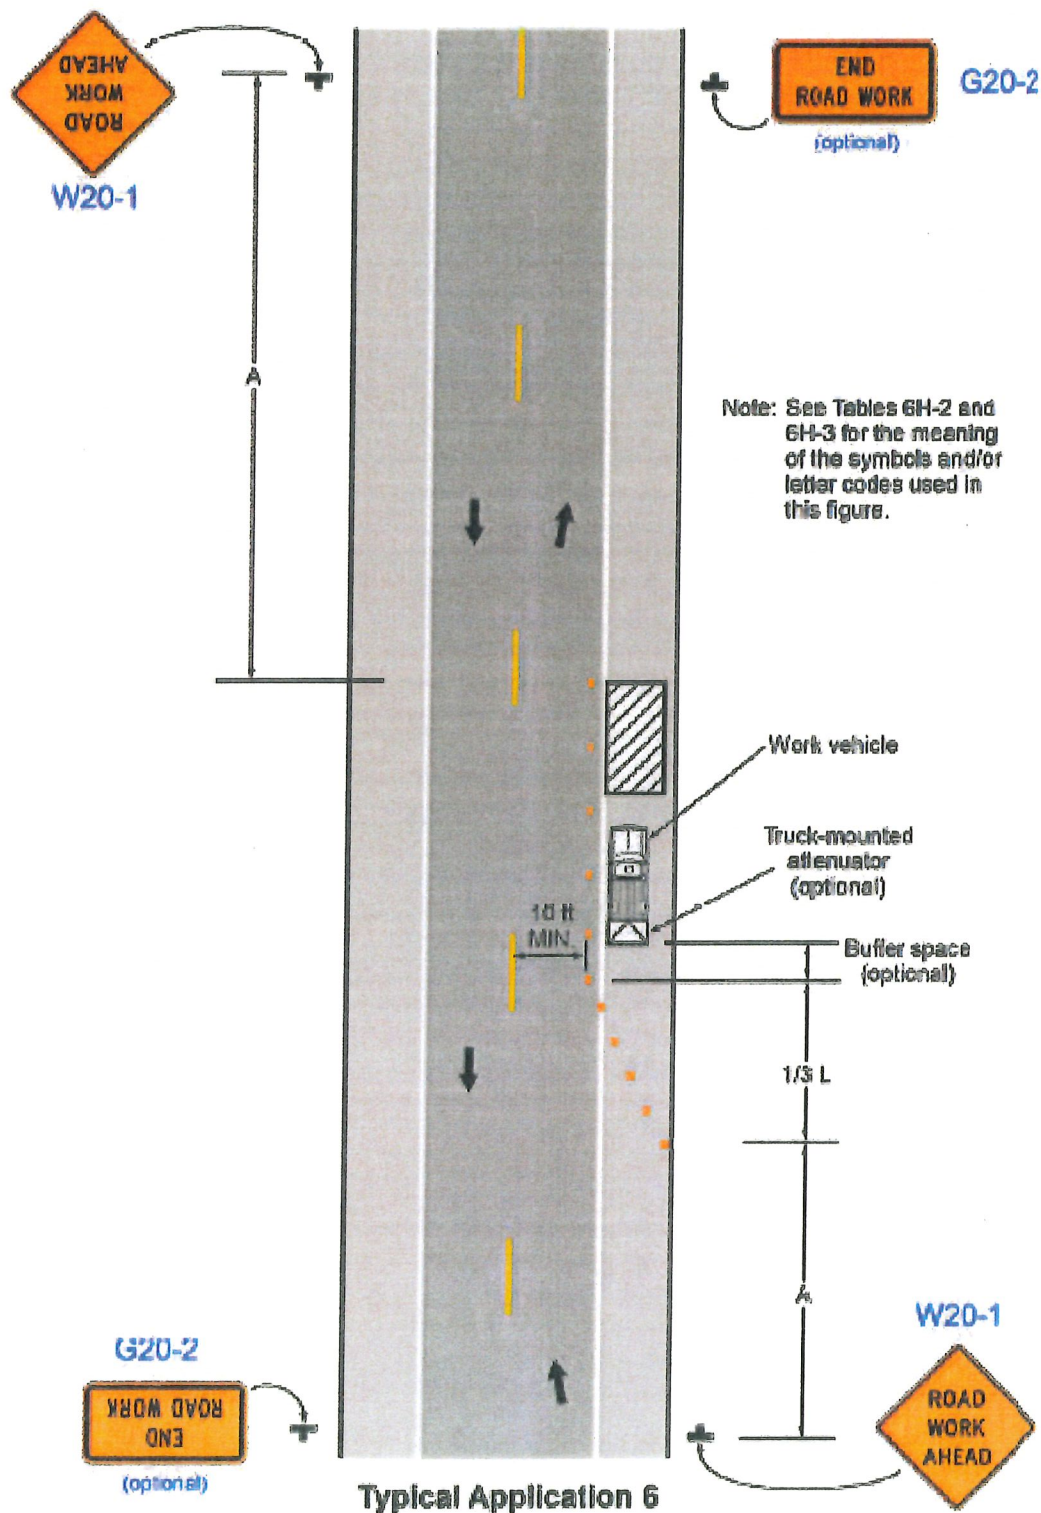 ROAD
WORK
AHEAD
W20-1
END
ROAD WORK
G20-2
(optional)
A
Note: See Tables 6H-2 and
6H-3 for the meaning
of the symbols and/or
letter codes used in
this figure.
Work vehicle
Truck-mounted
attenuator
(optional)
10 ft
MIN.
Buffer space
(optional)
1/3 L
A
W20-1
ROAD
WORK
AHEAD
G20-2
END
ROAD WORK
(optional)
Typical Application 6